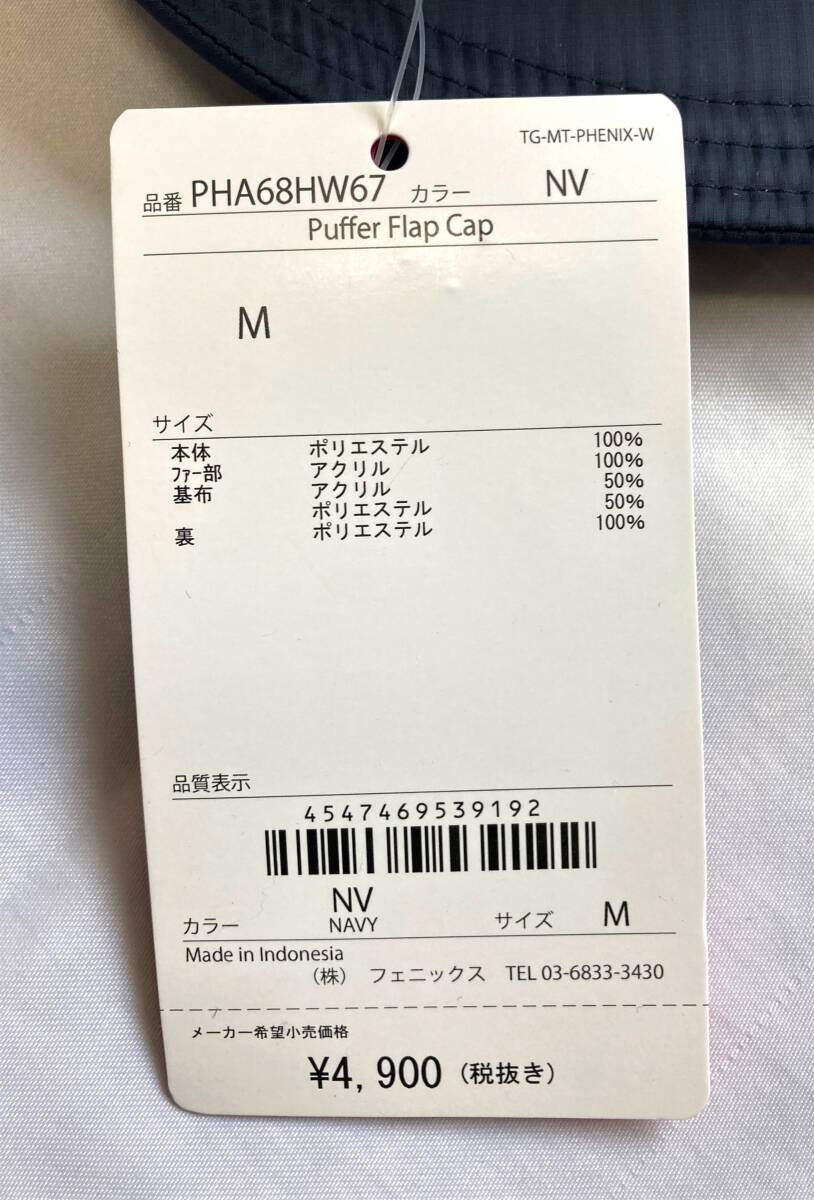 TG-MT-PHENIX-W
品番 PHA68HW67 カラー NV
Puffer Flap Cap
M
サイズ
本体 ポリエステル 100%
ファー部 アクリル 100%
基布 アクリル 50%
ポリエステル 50%
裏 ポリエステル 100%
品質表示
4547469539192
NV
カラー NAVY サイズ M
Made in Indonesia
(株) フェニックス TEL 03-6833-3430
メーカー希望小売価格
¥4,900 (税抜き)